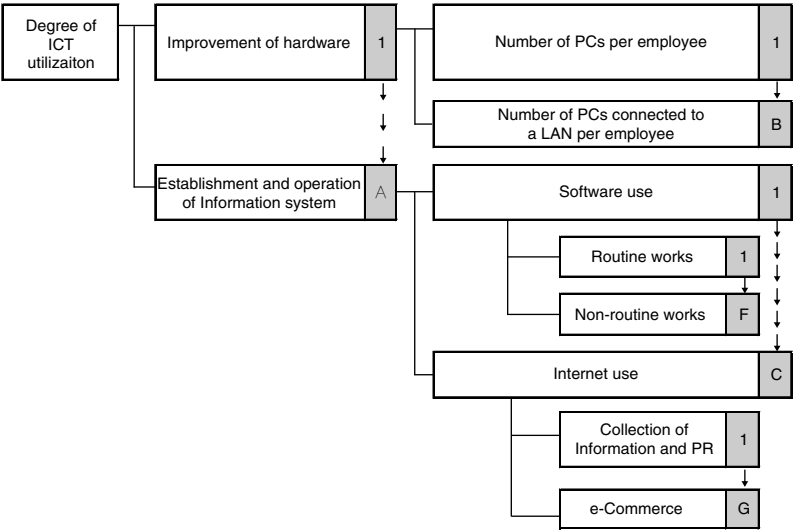 Degree of
ICT
utilizaiton
Improvement of hardware 1
Number of PCs per employee 1
Number of PCs connected to
a LAN per employee B
Establishment and operation
of Information system A
Software use 1
Routine works 1
Non-routine works F
Internet use C
Collection of
Information and PR 1
e-Commerce G